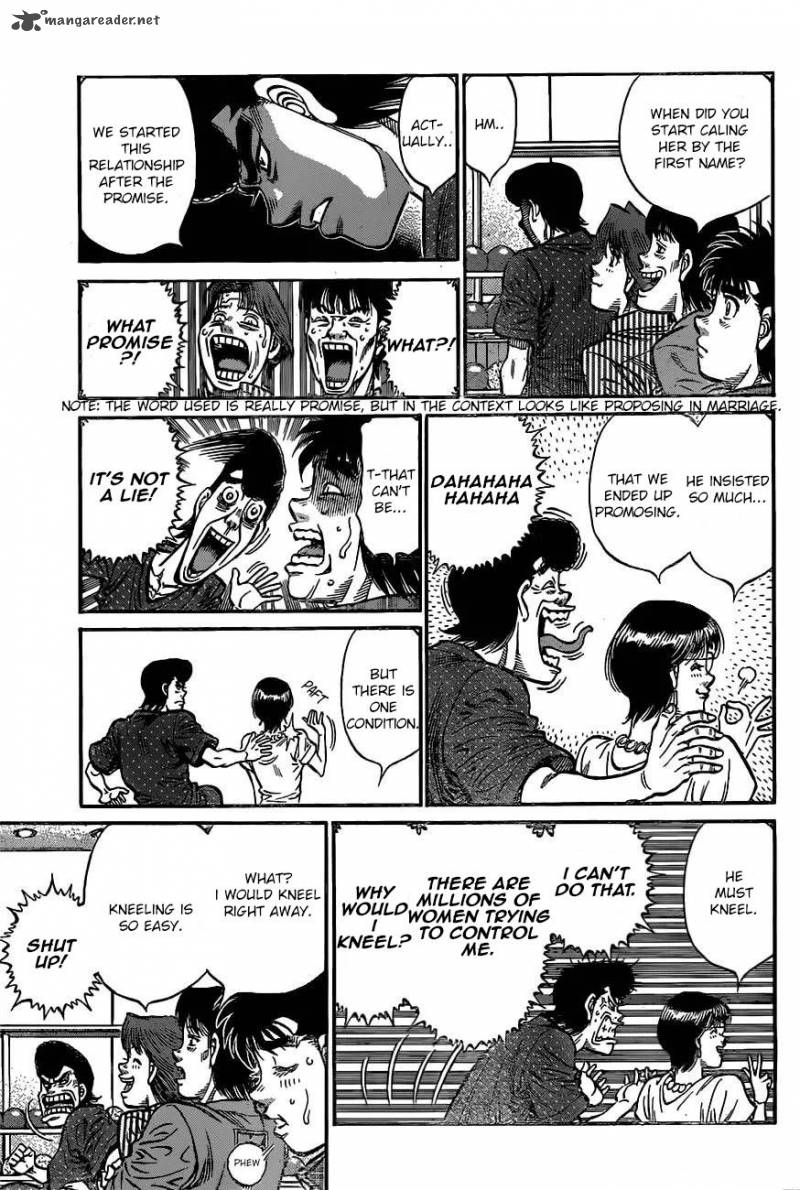 mangareader.net
WHEN DID YOU
START CALING
HER BY THE
FIRST NAME?
HM..
ACT-
UALLY..
WE STARTED
THIS
RELATIONSHIP
AFTER THE
PROMISE.
WHAT?!
WHAT
PROMISE
?!
NOTE: THE WORD USED IS REALLY PROMISE, BUT IN THE CONTEXT LOOKS LIKE PROPOSING IN MARRIAGE.
HE INSISTED
SO MUCH...
THAT WE
ENDED UP
PROMOSING.
DAHAHAHA
HAHAHA
T-THAT
CAN'T
BE...
IT'S NOT
A LIE!
BUT
THERE IS
ONE
CONDITION.
PAFT
HE
MUST
KNEEL.
I CAN'T
DO THAT.
THERE ARE
MILLIONS OF
WOMEN TRYING
TO CONTROL
ME.
WHY
WOULD
I
KNEEL?
WHAT?
I WOULD KNEEL
RIGHT AWAY.
KNEELING IS
SO EASY.
SHUT
UP!
PHEW